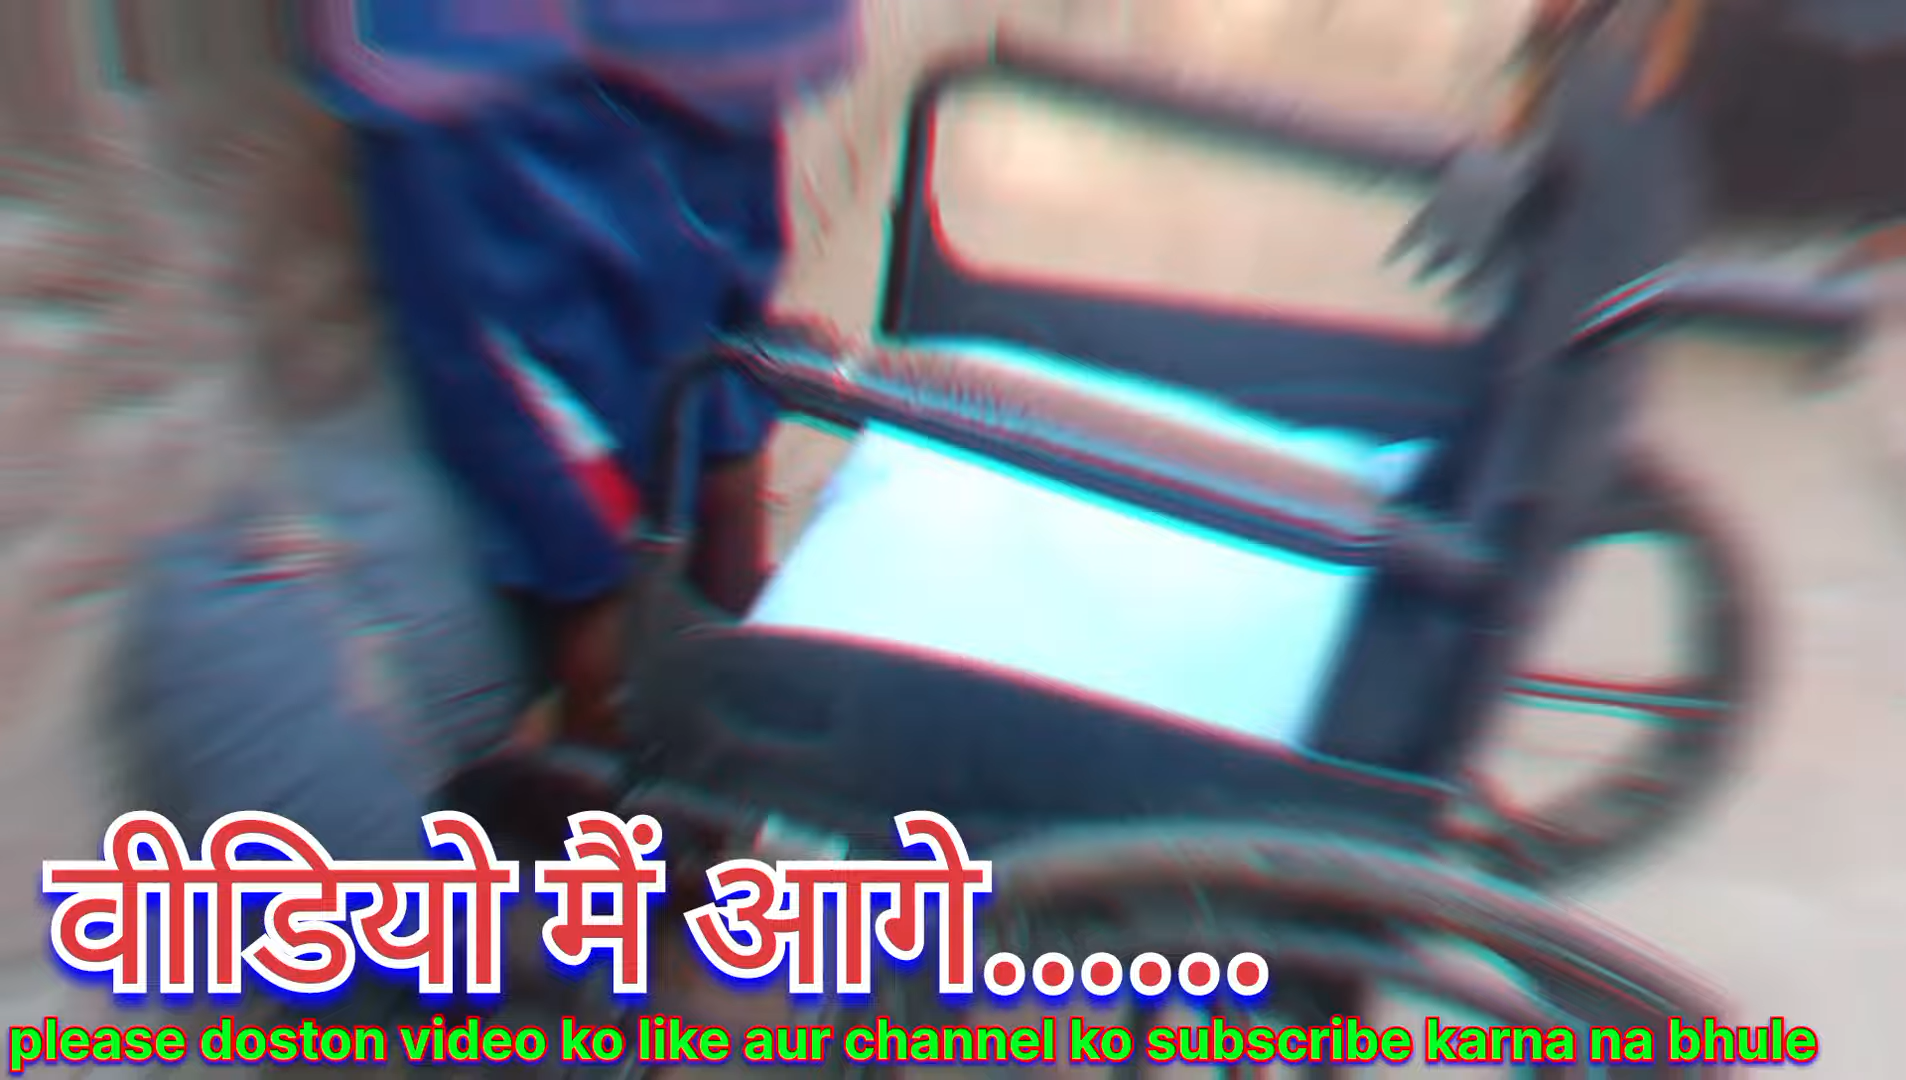 वीडियो मैं आगे......
please doston video ko like aur channel ko subscribe karna na bhule